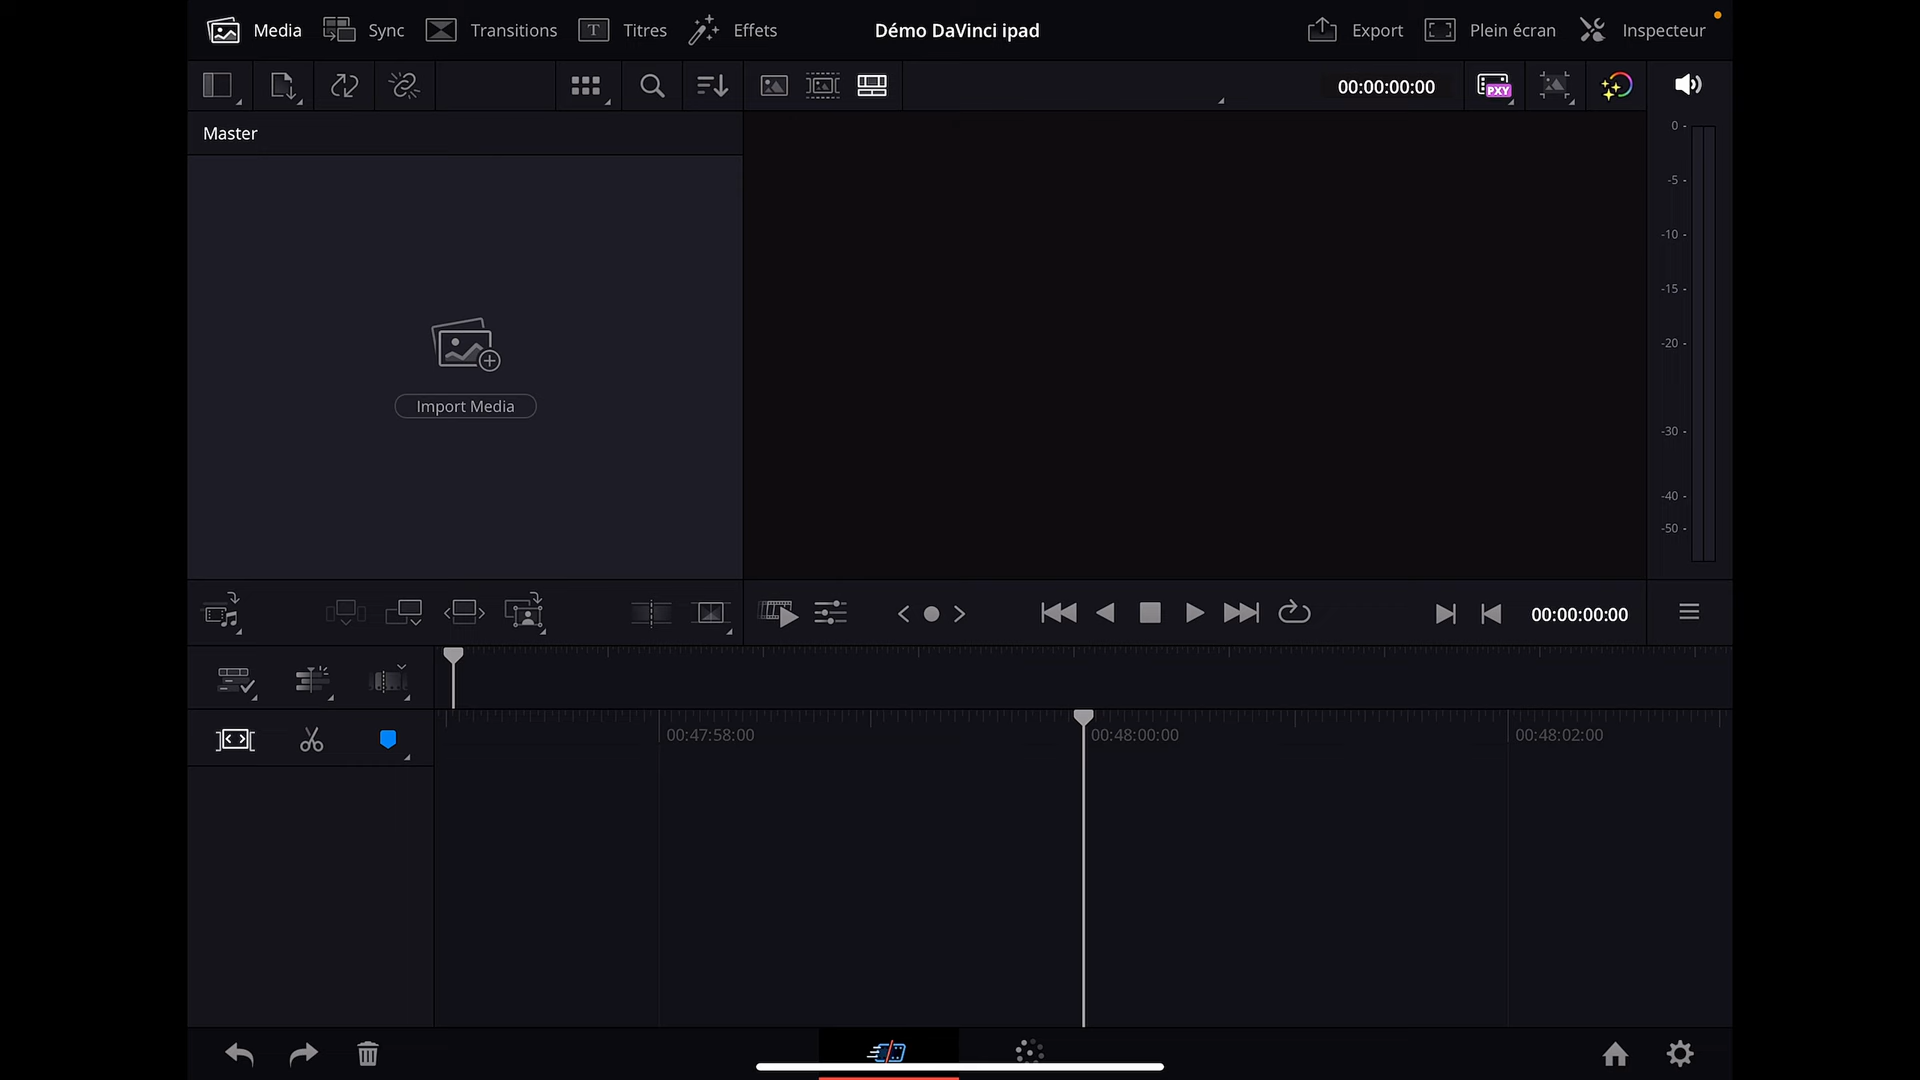 Media Sync Transitions Titres Effets Démo DaVinci ipad Export Plein écran Inspecteur
00:00:00:00 PXY
Master
0
-5
-10
-15
-20
-30
-40
-50
Import Media
00:00:00:00
00:47:58:00 00:48:00:00 00:48:02:00